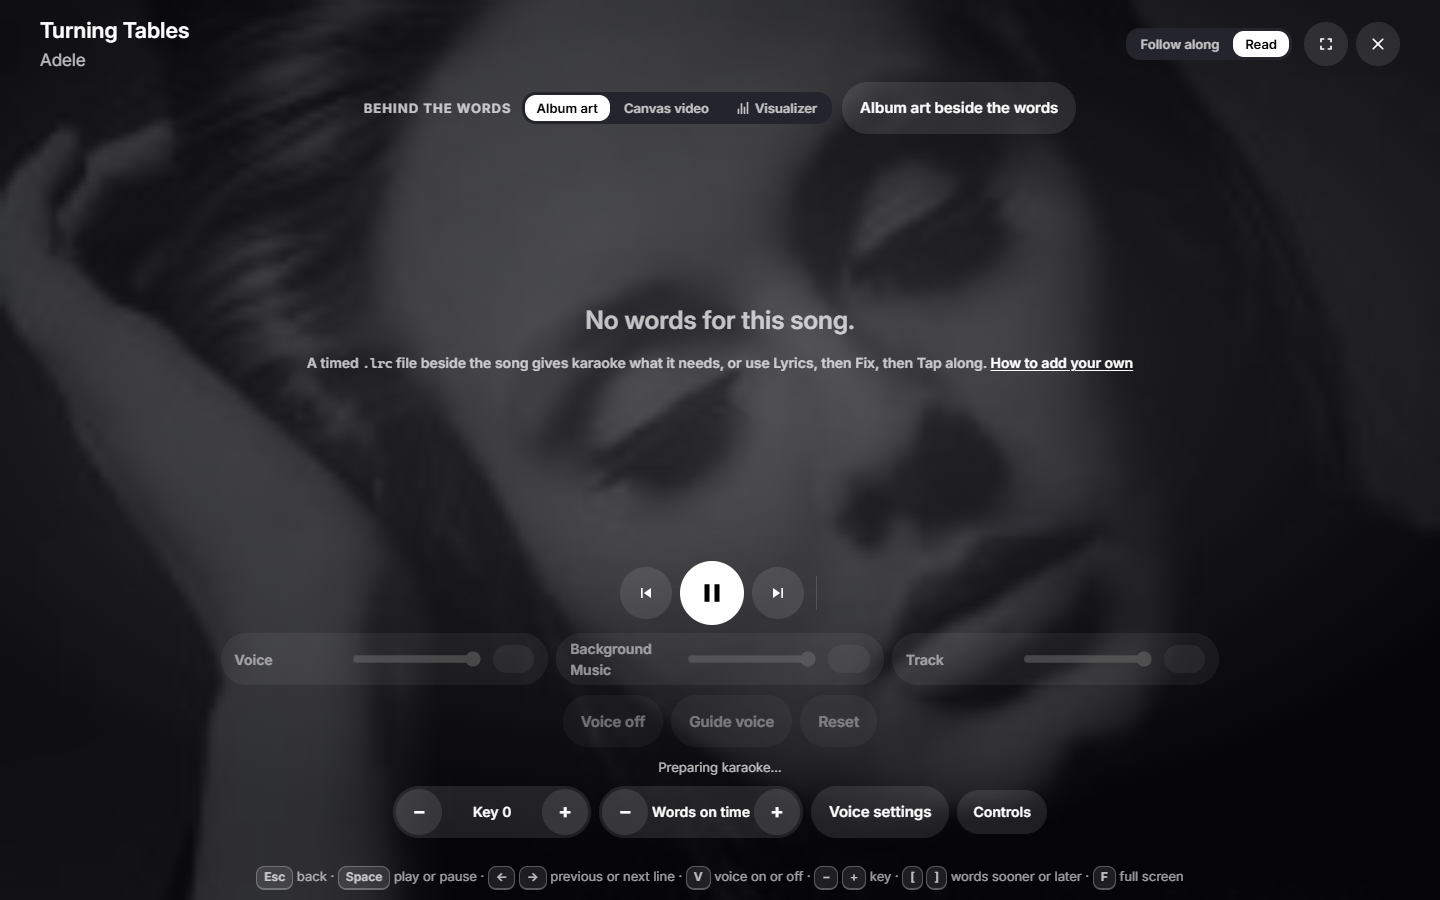 Turning Tables
Adele
Follow along Read
BEHIND THE WORDS Album art Canvas video Visualizer Album art beside the words
No words for this song.
A timed .lrc file beside the song gives karaoke what it needs, or use Lyrics, then Fix, then Tap along. How to add your own
Voice
Background
Music
Track
Voice off Guide voice Reset
Preparing karaoke...
− Key 0 + − Words on time + Voice settings Controls
Esc back · Space play or pause · ← → previous or next line · V voice on or off · − + key · [ ] words sooner or later · F full screen